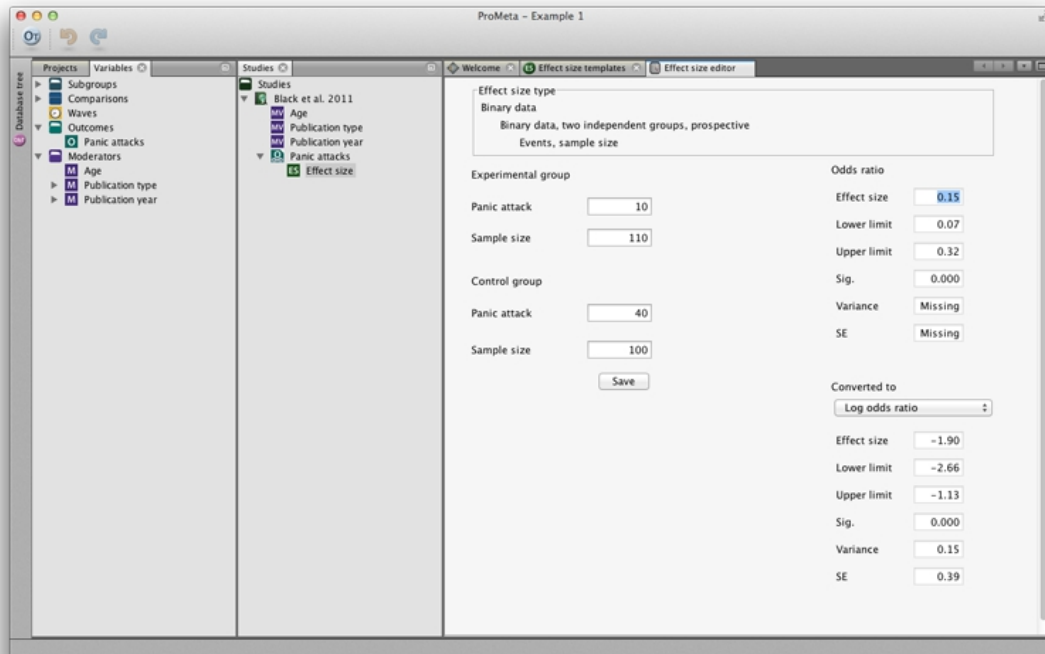 ProMeta - Example 1
Database tree
Projects
Variables
Subgroups
Comparisons
Waves
Outcomes
Panic attacks
Moderators
Age
Publication type
Publication year
Studies
Studies
Black et al. 2011
Age
Publication type
Publication year
Panic attacks
Effect size
Welcome
Effect size templates
Effect size editor
Effect size type
Binary data
Binary data, two independent groups, prospective
Events, sample size
Experimental group
Panic attack 10
Sample size 110
Control group
Panic attack 40
Sample size 100
Save
Odds ratio
Effect size 0.15
Lower limit 0.07
Upper limit 0.32
Sig. 0.000
Variance Missing
SE Missing
Converted to
Log odds ratio
Effect size -1.90
Lower limit -2.66
Upper limit -1.13
Sig. 0.000
Variance 0.15
SE 0.39